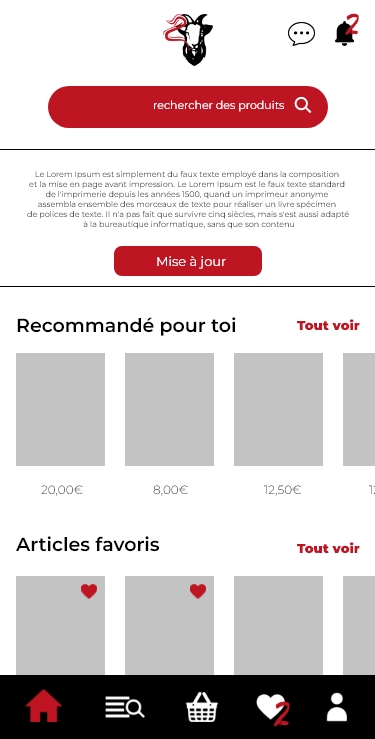 2
2
rechercher des produits
Le Lorem Ipsum est simplement du faux texte employé dans la composition
et la mise en page avant impression. Le Lorem Ipsum est le faux texte standard
de l'imprimerie depuis les années 1500, quand un imprimeur anonyme
assembla ensemble des morceaux de texte pour réaliser un livre spécimen
de polices de texte. Il n'a pas fait que survivre cinq siècles, mais s'est aussi adapté
à la bureautique informatique, sans que son contenu
Mise à jour
Recommandé pour toi
Tout voir
20,00€
8,00€
12,50€
Articles favoris
Tout voir
2